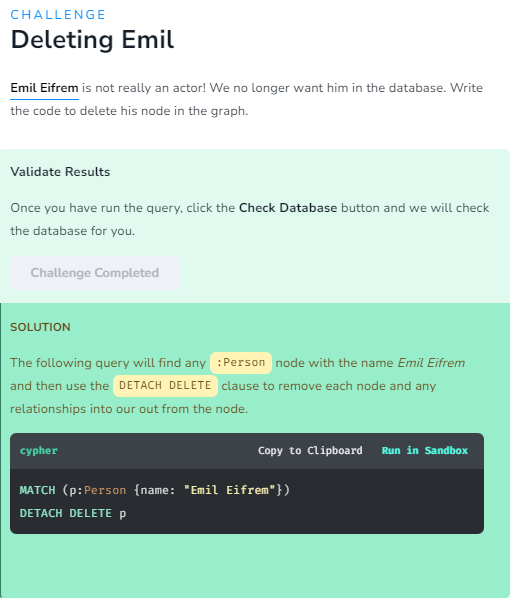 CHALLENGE
Deleting Emil
Emil Eifrem is not really an actor! We no longer want him in the database. Write
the code to delete his node in the graph.
Validate Results
Once you have run the query, click the Check Database button and we will check
the database for you.
Challenge Completed
SOLUTION
The following query will find any :Person node with the name Emil Eifrem
and then use the DETACH DELETE clause to remove each node and any
relationships into our out from the node.
cypher Copy to Clipboard Run in Sandbox
MATCH (p:Person {name: "Emil Eifrem"})
DETACH DELETE p